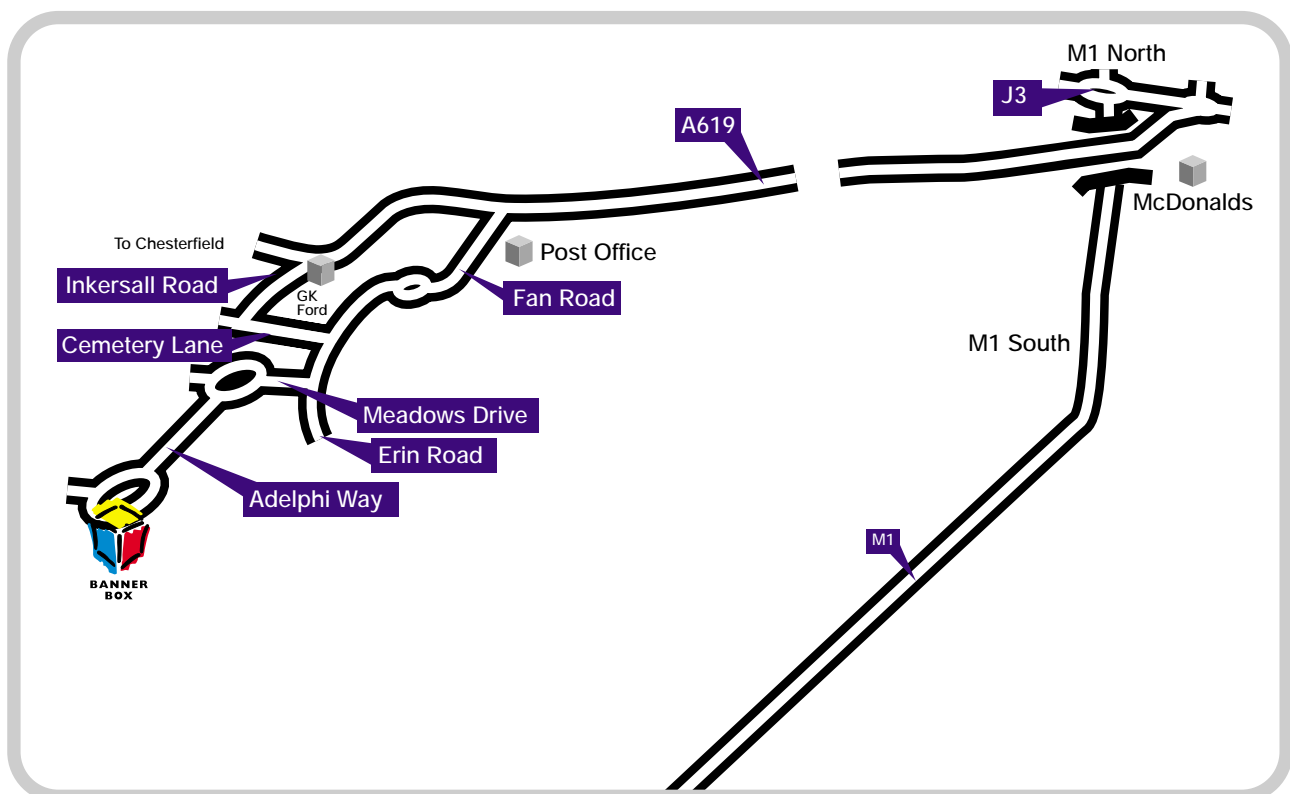 M1 North
J3
A619
McDonalds
To Chesterfield
Post Office
Inkersall Road
GK
Ford
Fan Road
Cemetery Lane
M1 South
Meadows Drive
Erin Road
Adelphi Way
M1
BANNER
BOX